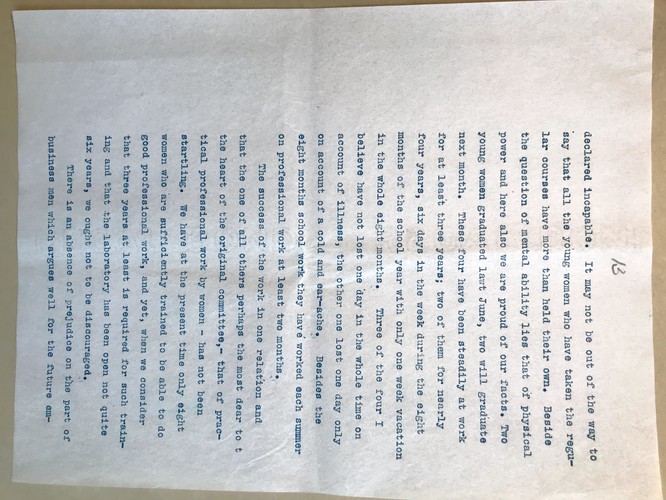 13
declared incapable. It may not be out of the way to
say that all the young women who have taken the regu-
lar courses have more than held their own. Beside
the question of mental ability lies that of physical
power and here also we are proud of our facts. Two
young women graduated lawt June, two will graduate
next month. These four have been steadily at work
for at least three years; two of them for nearly
four years, six days in the week during the eight
months of the school year with only one week vacation
in the whole eight months. Three of the four I
believe have not lost one day in the whole time on
account of illness, the other one lost one day only
on account of a cold and ear-ache. Besides the
eight months school work they have worked each summer
on professional work at least two months.
The success of the work in one relation and
that the one of all others perhaps the most dear to t
the heart of the original committee,- that of prac-
tical professional work by women - has not been
startling. We have at the present time only eight
women who are sufficiently trained to be able to do
good professional work, and yet when we consider
that three years at least is required for such train-
ing and that the laboratory has been open not quite
six years, we ought not to be discouraged.
There is an absence of prejudice on the part of
business men which argues well for the future em-